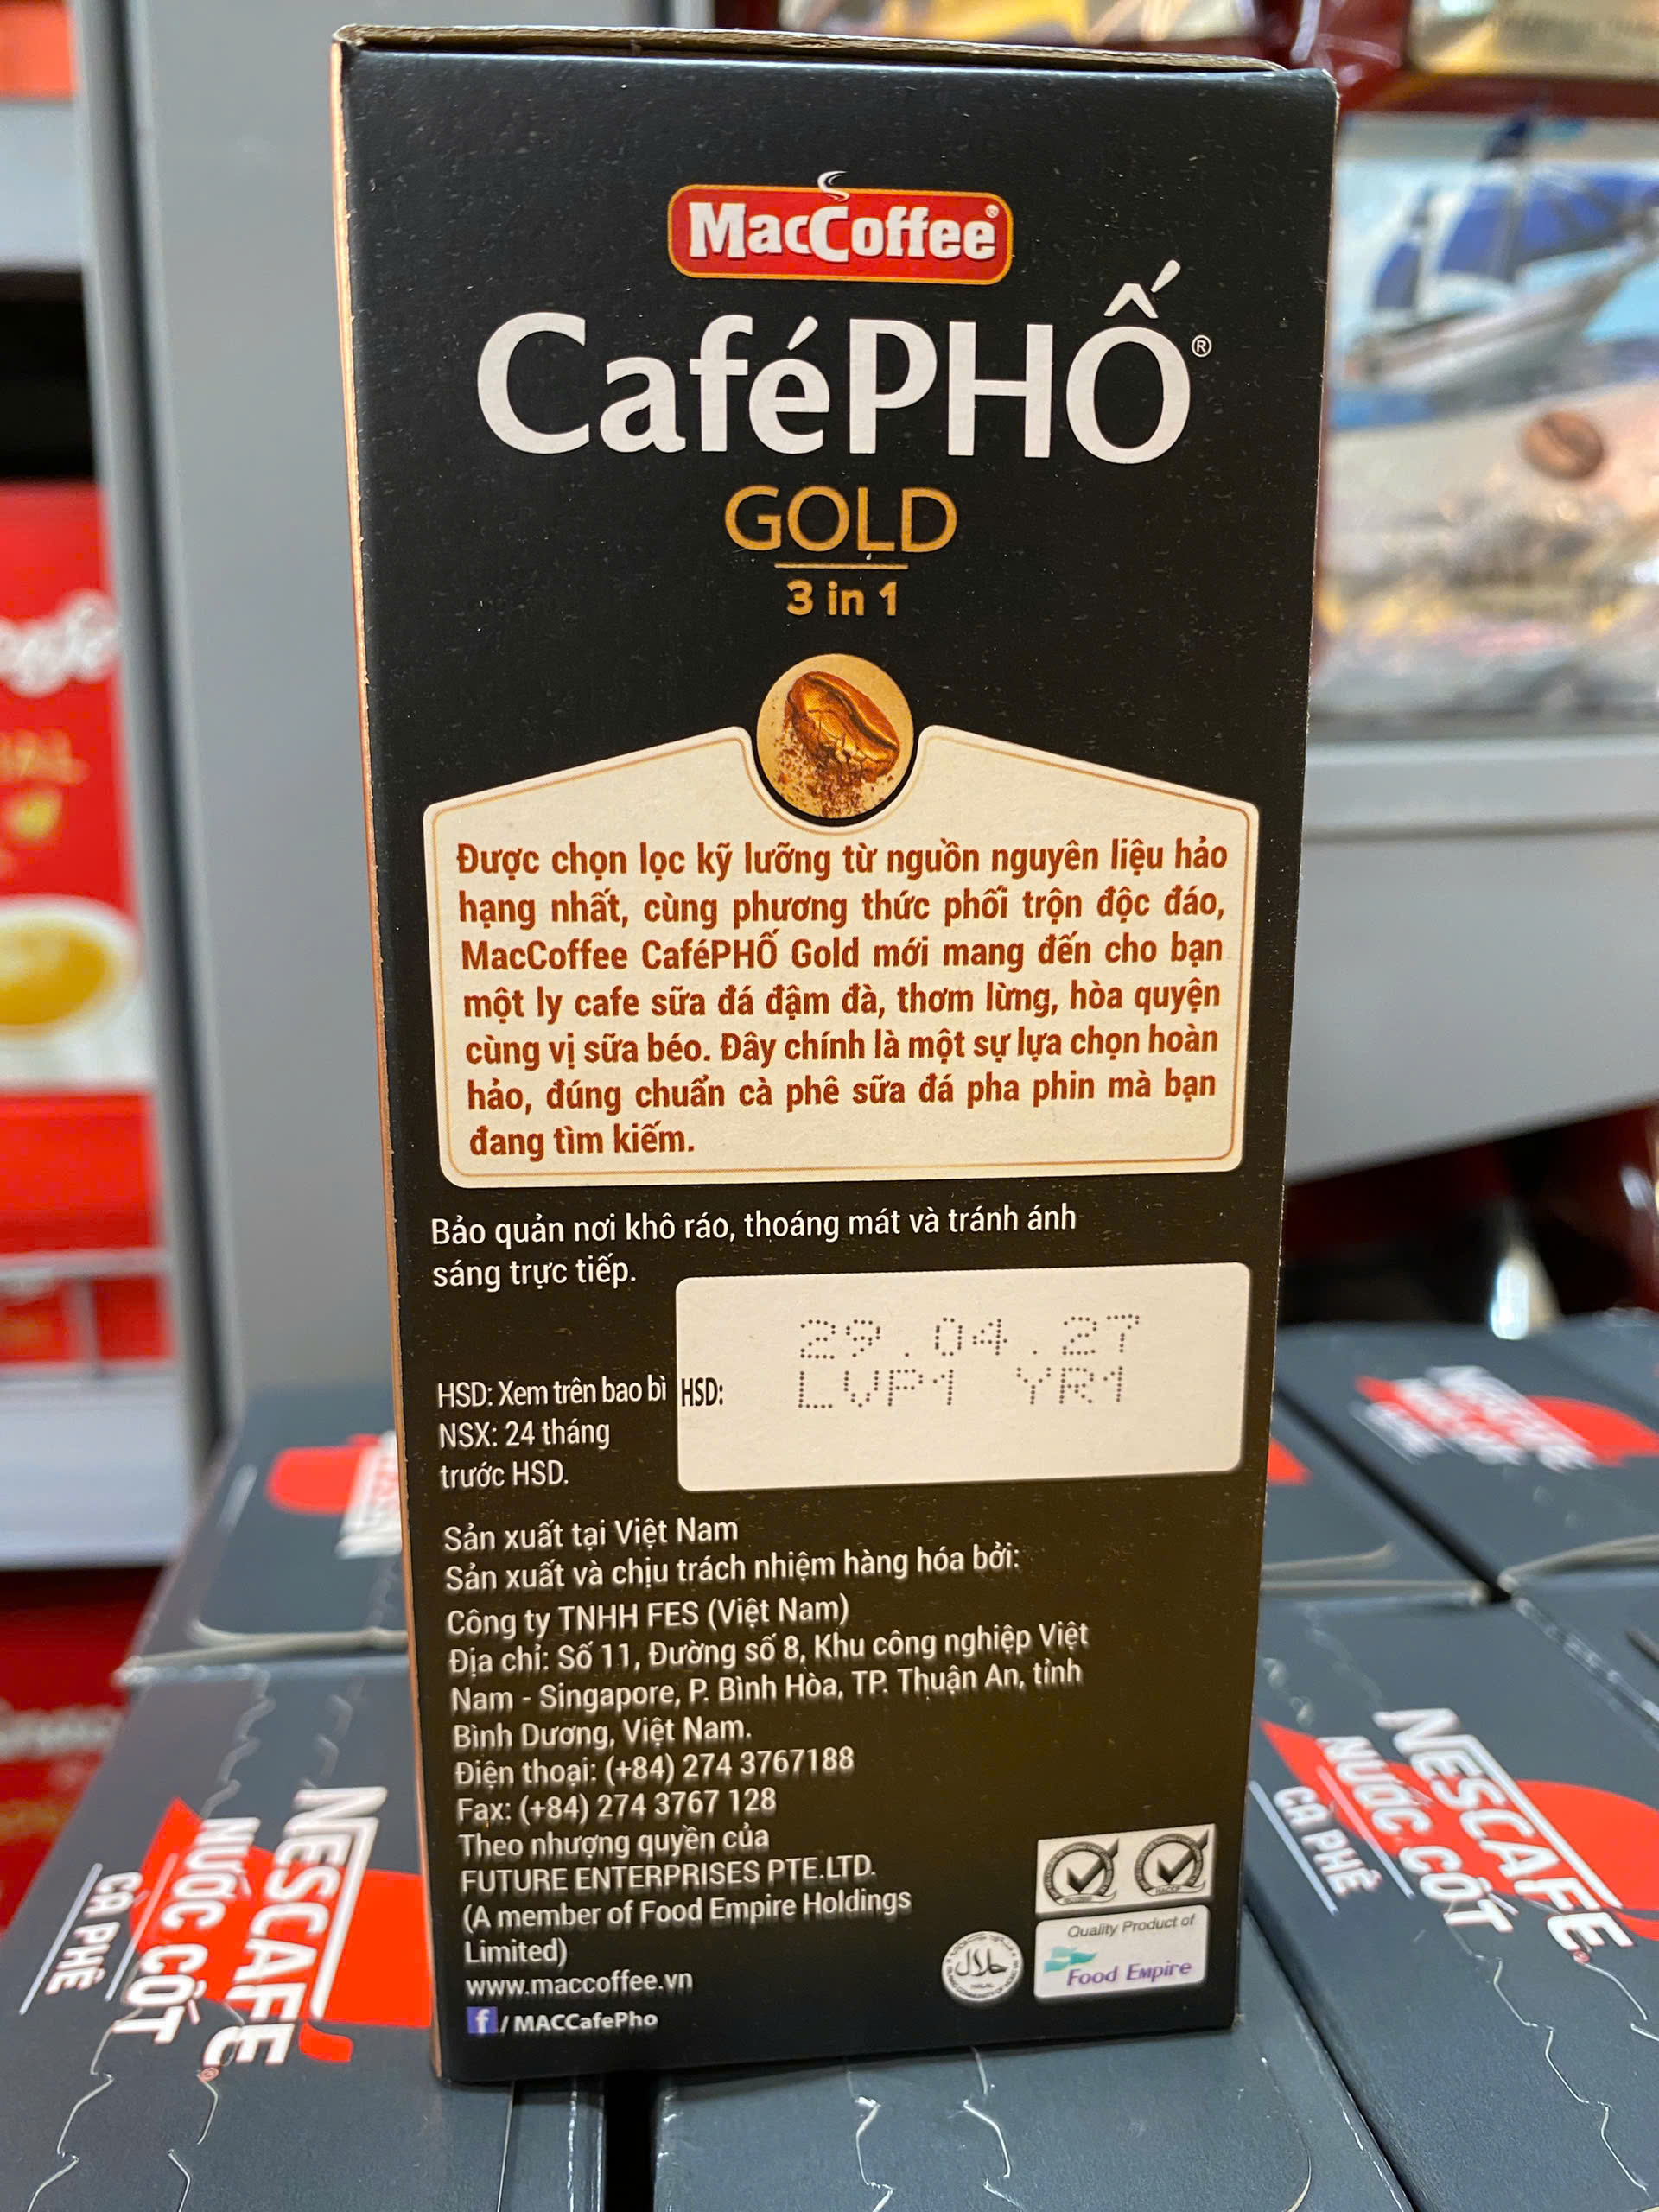 MacCoffee®
CaféPHỐ®
GOLD
3 in 1
Được chọn lọc kỹ lưỡng từ nguồn nguyên liệu hảo
hạng nhất, cùng phương thức phối trộn độc đáo,
MacCoffee CaféPHỐ Gold mới mang đến cho bạn
một ly cafe sữa đá đậm đà, thơm lừng, hòa quyện
cùng vị sữa béo. Đây chính là một sự lựa chọn hoàn
hảo, đúng chuẩn cà phê sữa đá pha phin mà bạn
đang tìm kiếm.
Bảo quản nơi khô ráo, thoáng mát và tránh ánh
sáng trực tiếp.
29.04.27
LVP1 YR1
HSD: Xem trên bao bì HSD:
NSX: 24 tháng
trước HSD.
Sản xuất tại Việt Nam
Sản xuất và chịu trách nhiệm hàng hóa bởi:
Công ty TNHH FES (Việt Nam)
Địa chỉ: Số 11, Đường số 8, Khu công nghiệp Việt
Nam - Singapore, P. Bình Hòa, TP. Thuận An, tỉnh
Bình Dương, Việt Nam.
Điện thoại: (+84) 274 3767188
Fax: (+84) 274 3767 128
Theo nhượng quyền của
FUTURE ENTERPRISES PTE.LTD.
(A member of Food Empire Holdings
Limited)
www.maccoffee.vn
f / MACCafePho
حلال
HALAL
Quality Product of
Food Empire
NESCAFÉ
NƯỚC CỐT
CÀ PHÊ
NESCAFÉ
NƯỚC CỐT
CÀ PHÊ